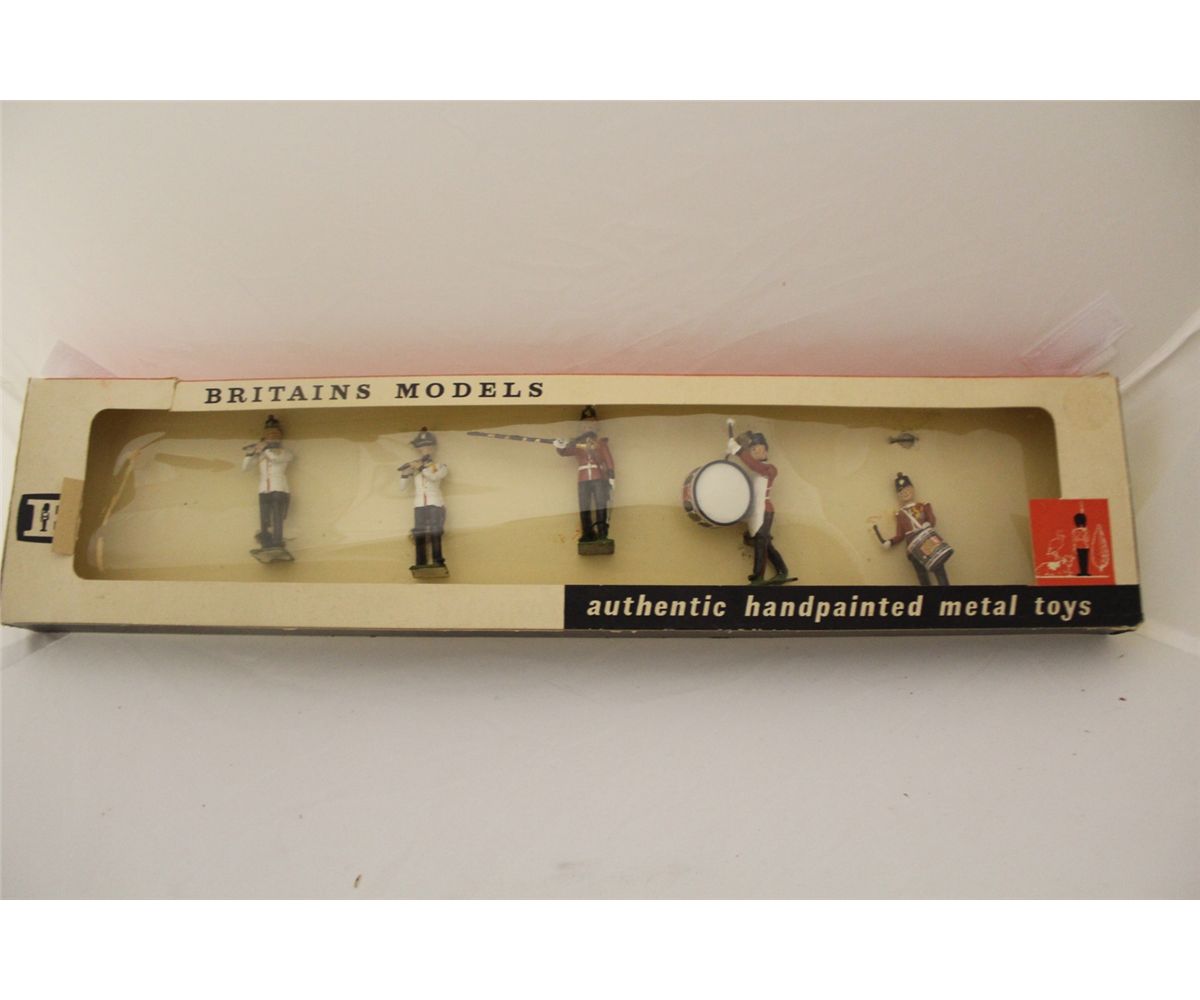 BRITAINS MODELS
authentic handpainted metal toys